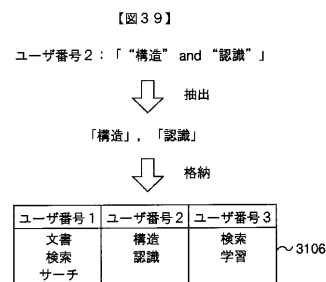 【図39】
ユーザ番号2：「“構造” and “認識”」
抽出
「構造」，「認識」
格納
ユーザ番号1 ユーザ番号2 ユーザ番号3
文書 構造 検索
検索 認識 学習
サーチ
3106